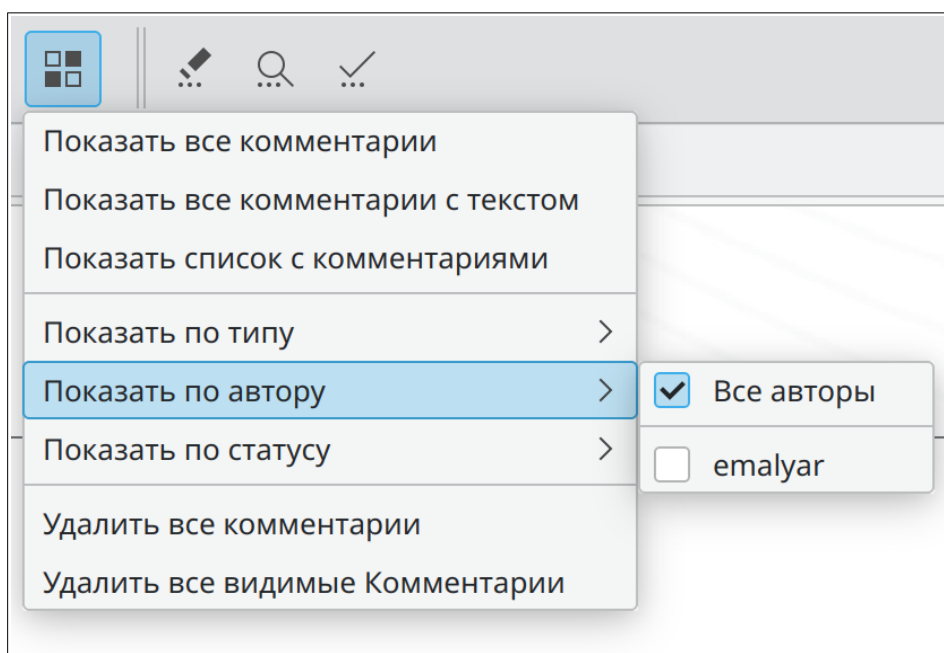 Показать все комментарии
Показать все комментарии с текстом
Показать список с комментариями
Показать по типу
Показать по автору
Все авторы
Показать по статусу
emalyar
Удалить все комментарии
Удалить все видимые Комментарии